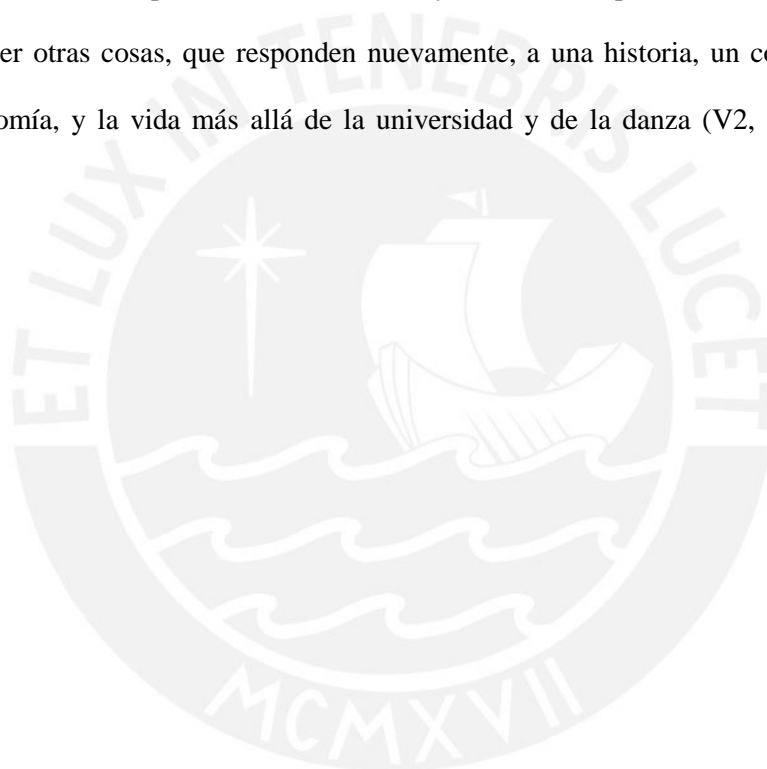 er otras cosas, que responden nuevamente, a una historia, un co
omía, y la vida más allá de la universidad y de la danza (V2,
ET LUX IN TENEBRIS LUCET
MCMXVII